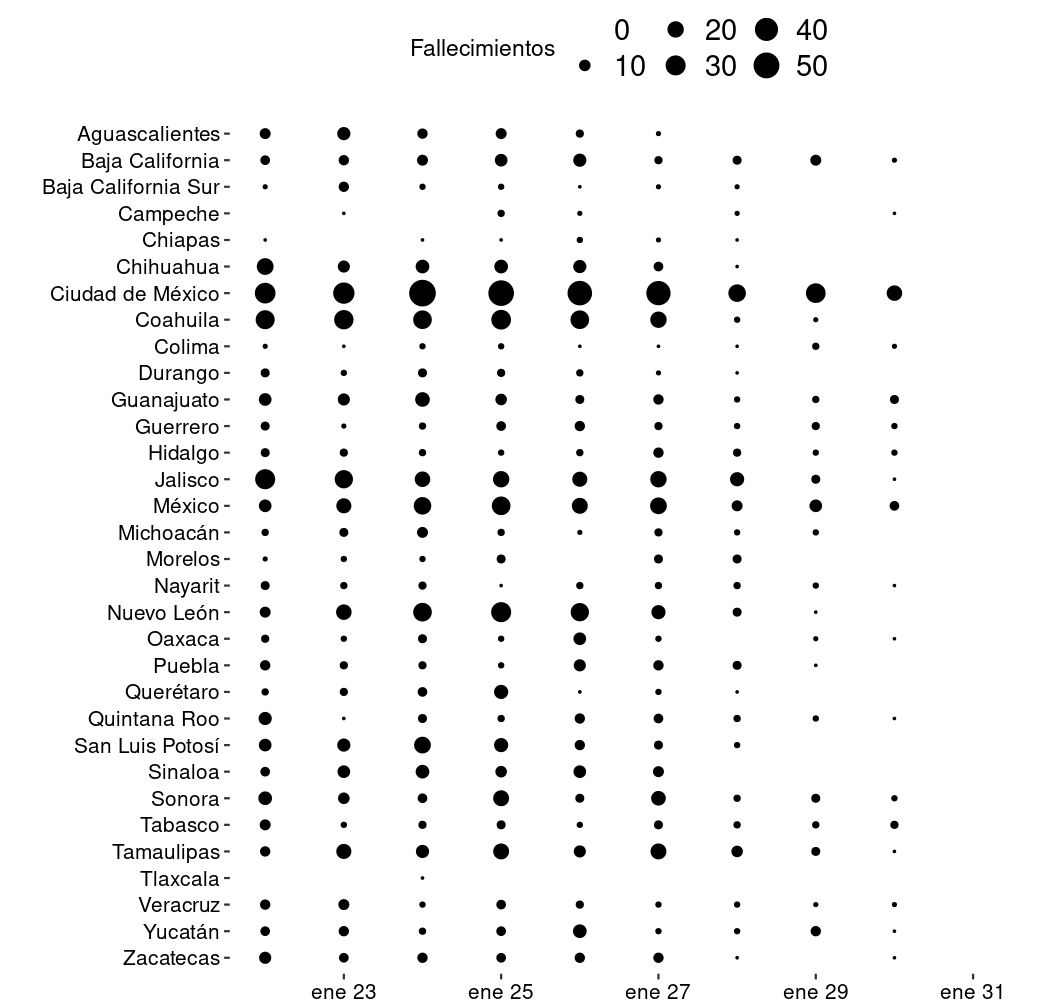 Fallecimientos
0 20 40
10 30 50
Aguascalientes
Baja California
Baja California Sur
Campeche
Chiapas
Chihuahua
Ciudad de México
Coahuila
Colima
Durango
Guanajuato
Guerrero
Hidalgo
Jalisco
México
Michoacán
Morelos
Nayarit
Nuevo León
Oaxaca
Puebla
Querétaro
Quintana Roo
San Luis Potosí
Sinaloa
Sonora
Tabasco
Tamaulipas
Tlaxcala
Veracruz
Yucatán
Zacatecas
ene 23 ene 25 ene 27 ene 29 ene 31